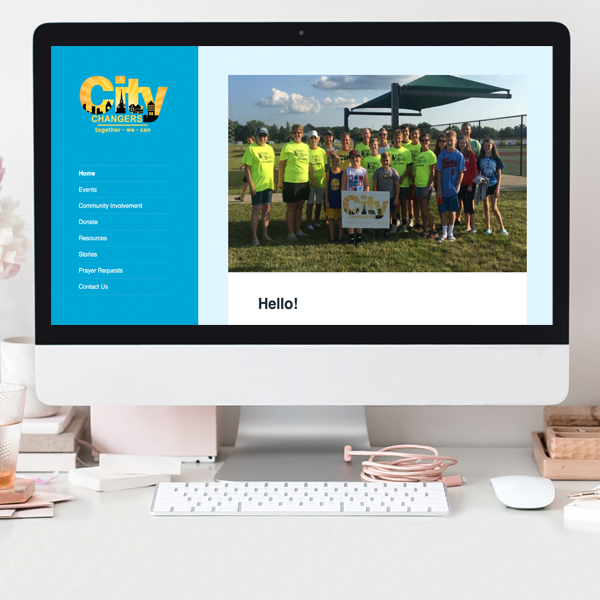 City
CHANGERS
together • we • can
Home
Events
Community Involvement
Donate
Resources
Stories
Prayer Requests
Contact Us
City
Hello!